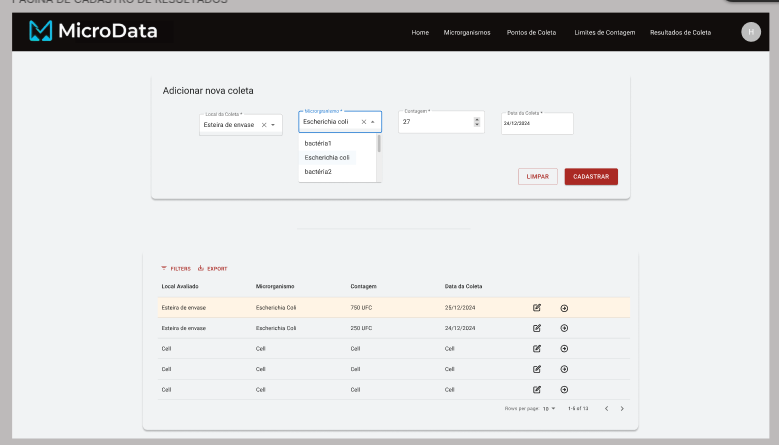 PÁGINA DE CADASTRO DE RESULTADOS
MicroData
Home Microrganismos Pontos de Coleta Limites de Contagem Resultados de Coleta R
Adicionar nova coleta
Local da Coleta * Microrganismo * Contagem * Data da Coleta *
Esteira de envase Escherichia coli 27 24/12/2024
bactéria1
Escherichia coli
bactéria2
LIMPAR CADASTRAR
FILTERS EXPORT
Local Avaliado Microrganismo Contagem Data da Coleta
Esteira de envase Escherichia Coli 750 UFC 25/12/2024
Esteira de envase Escherichia Coli 250 UFC 24/12/2024
Cell Cell Cell Cell
Cell Cell Cell Cell
Cell Cell Cell Cell
Rows per page: 10 1-5 of 13